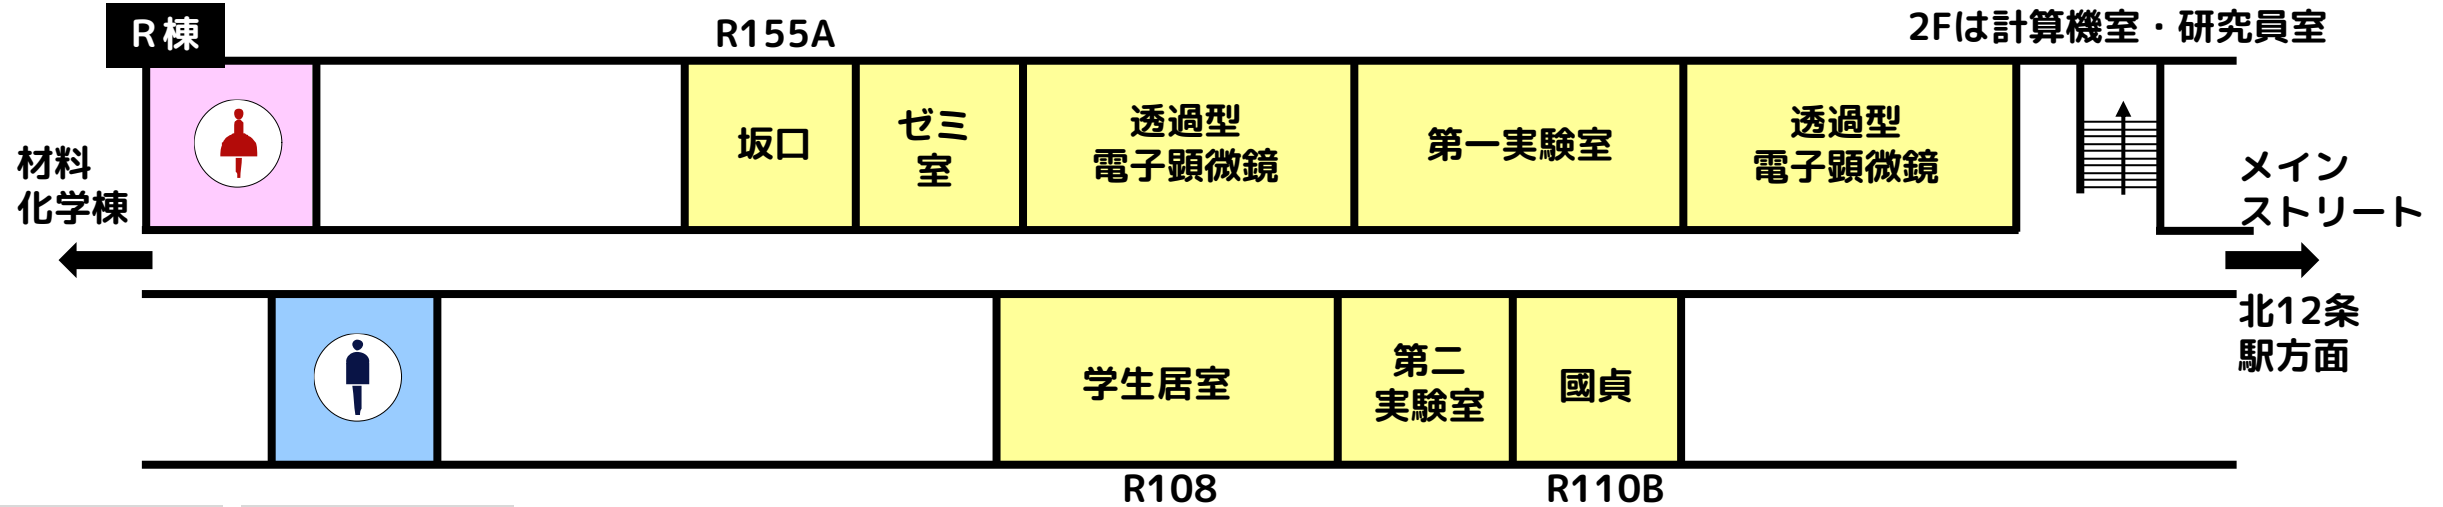 R棟
R155A
2Fは計算機室・研究員室
材料
化学棟
坂口
ゼミ
室
透過型
電子顕微鏡
第一実験室
透過型
電子顕微鏡
メイン
ストリート
北12条
駅方面
学生居室
第二
実験室
國貞
R108
R110B